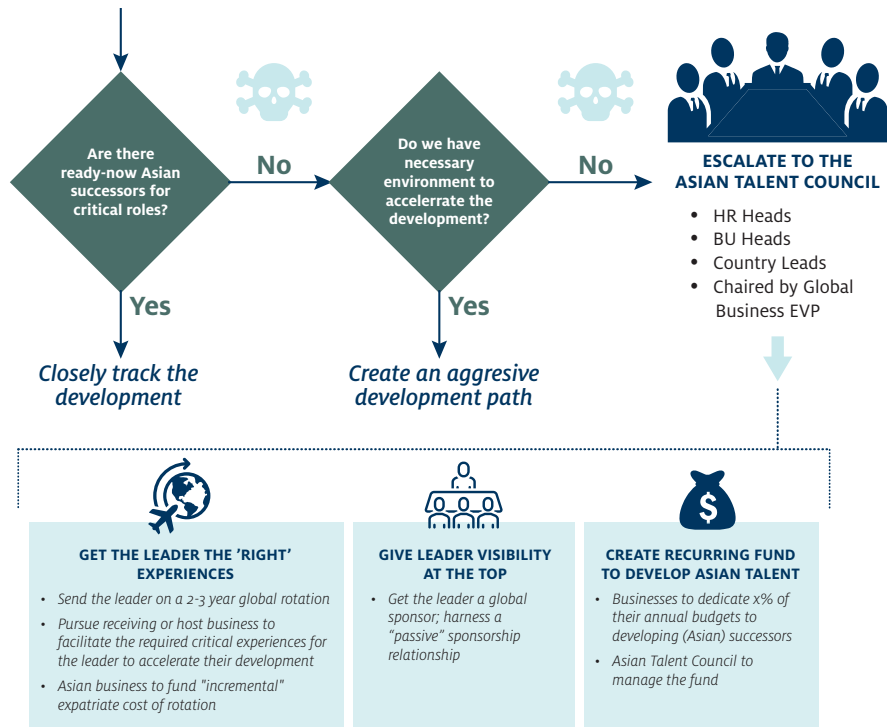 Are there
ready-now Asian
successors for
critical roles?
No
Yes
Closely track the
development
Do we have
necessary
environment to
accelerrate the
development?
No
Yes
Create an aggresive
development path
ESCALATE TO THE
ASIAN TALENT COUNCIL
• HR Heads
• BU Heads
• Country Leads
• Chaired by Global
Business EVP
GET THE LEADER THE 'RIGHT'
EXPERIENCES
• Send the leader on a 2-3 year global rotation
• Pursue receiving or host business to
facilitate the required critical experiences for
the leader to accelerate their development
• Asian business to fund "incremental"
expatriate cost of rotation
GIVE LEADER VISIBILITY
AT THE TOP
• Get the leader a global
sponsor; harness a
“passive” sponsorship
relationship
$
CREATE RECURRING FUND
TO DEVELOP ASIAN TALENT
• Businesses to dedicate x% of
their annual budgets to
developing (Asian) successors
• Asian Talent Council to
manage the fund